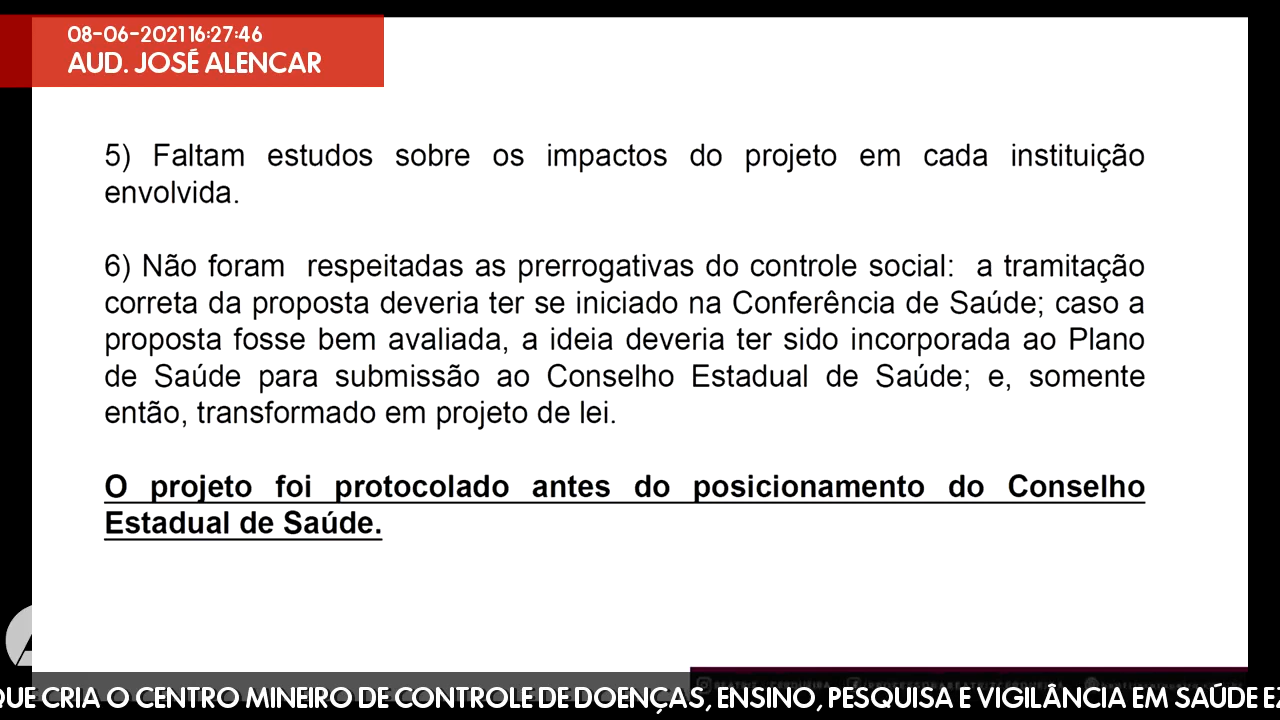 08-06-2021 16:27:46
AUD. JOSÉ ALENCAR
5) Faltam estudos sobre os impactos do projeto em cada instituição
envolvida.
6) Não foram respeitadas as prerrogativas do controle social: a tramitação
correta da proposta deveria ter se iniciado na Conferência de Saúde; caso a
proposta fosse bem avaliada, a ideia deveria ter sido incorporada ao Plano
de Saúde para submissão ao Conselho Estadual de Saúde; e, somente
então, transformado em projeto de lei.
O projeto foi protocolado antes do posicionamento do Conselho
Estadual de Saúde.
QUE CRIA O CENTRO MINEIRO DE CONTROLE DE DOENÇAS, ENSINO, PESQUISA E VIGILÂNCIA EM SAÚDE